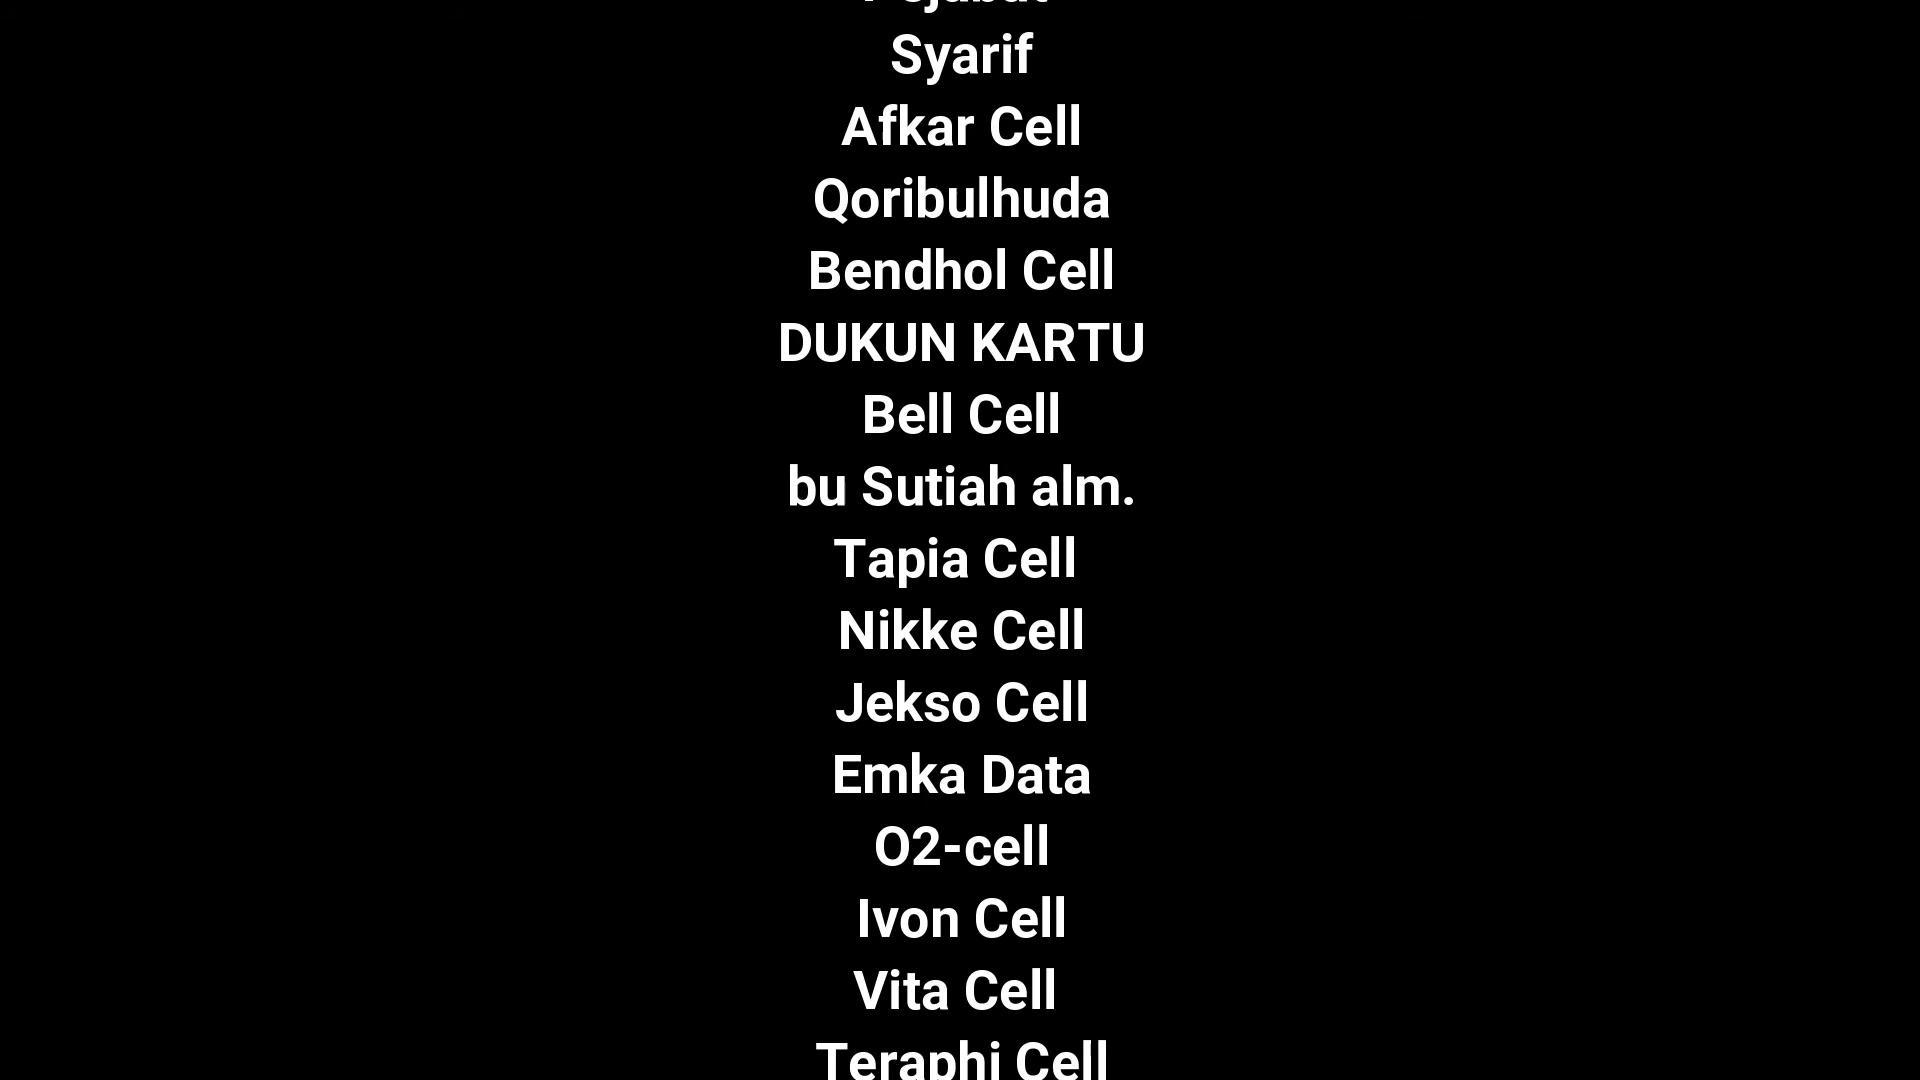 Syarif
Afkar Cell
Qoribulhuda
Bendhol Cell
DUKUN KARTU
Bell Cell
bu Sutiah alm.
Tapia Cell
Nikke Cell
Jekso Cell
Emka Data
O2-cell
Ivon Cell
Vita Cell
Teraphi Cell